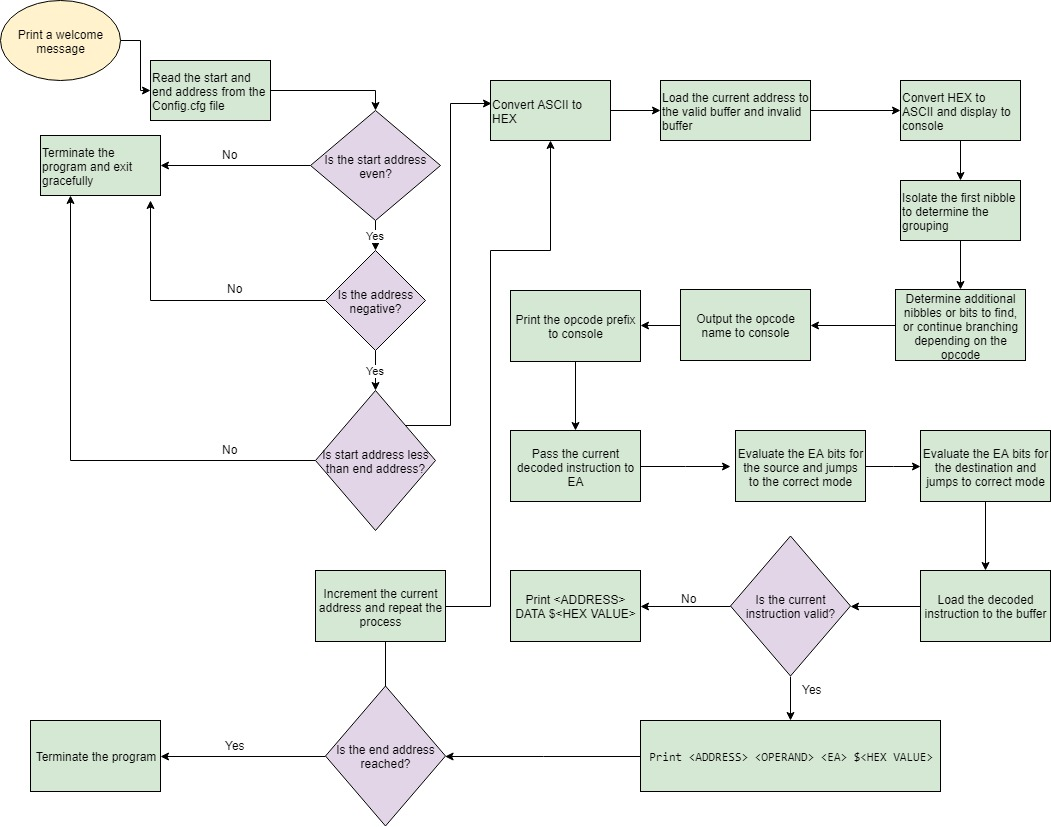 Print a welcome
message
Read the start and
end address from the
Config.cfg file
Is the start address
even?
No
Terminate the
program and exit
gracefully
Yes
Is the address
negative?
No
Yes
Is start address less
than end address?
No
Convert ASCII to
HEX
Load the current address to
the valid buffer and invalid
buffer
Convert HEX to
ASCII and display to
console
Isolate the first nibble
to determine the
grouping
Determine additional
nibbles or bits to find,
or continue branching
depending on the
opcode
Output the opcode
name to console
Print the opcode prefix
to console
Pass the current
decoded instruction to
EA
Evaluate the EA bits for
the source and jumps
to the correct mode
Evaluate the EA bits for
the destination and
jumps to correct mode
Load the decoded
instruction to the buffer
Is the current
instruction valid?
No
Print <ADDRESS>
DATA $<HEX VALUE>
Yes
Print <ADDRESS> <OPERAND> <EA> $<HEX VALUE>
Is the end address
reached?
Yes
Terminate the program
Increment the current
address and repeat the
process